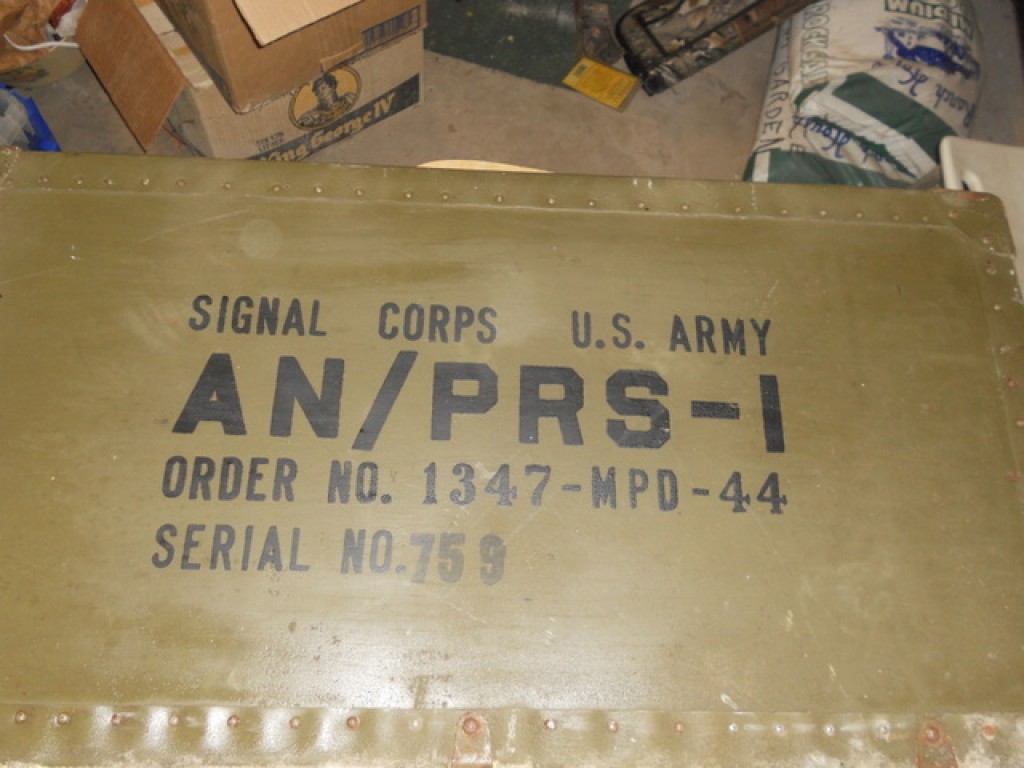 King George IV
SIGNAL CORPS U.S. ARMY
AN/PRS-1
ORDER NO. 1347-MPD-44
SERIAL NO. 759